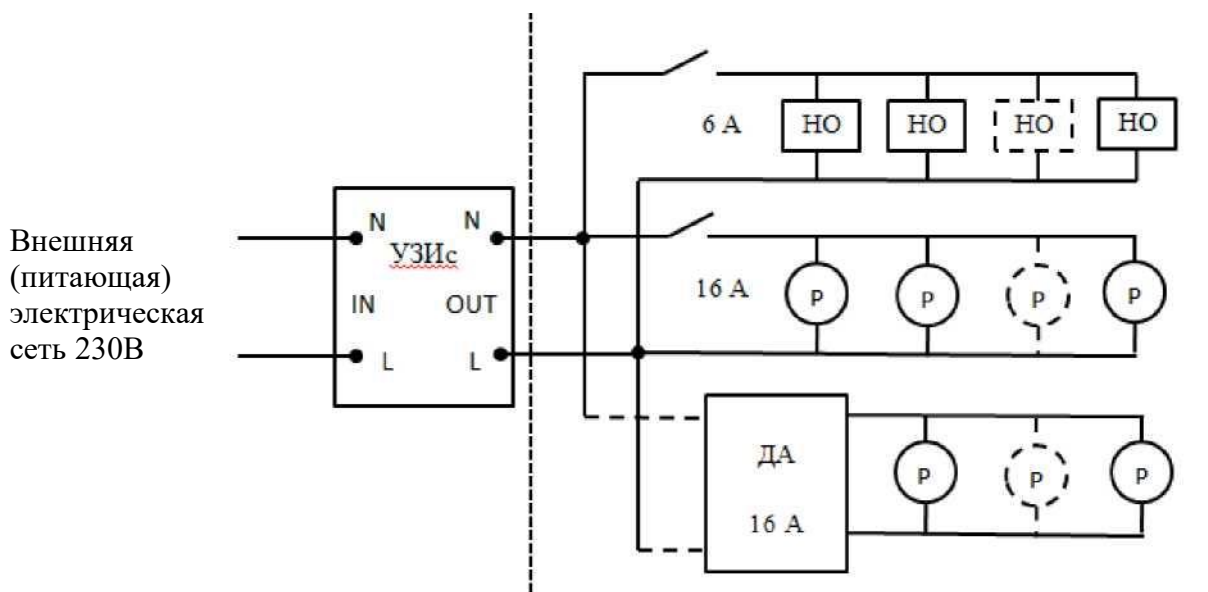 6 А
НО
НО
НО
НО
Внешняя
(питающая)
электрическая
сеть 230В
N
N
УЗИс
IN
OUT
L
L
16 А
Р
Р
Р
Р
ДА
16 А
Р
Р
Р